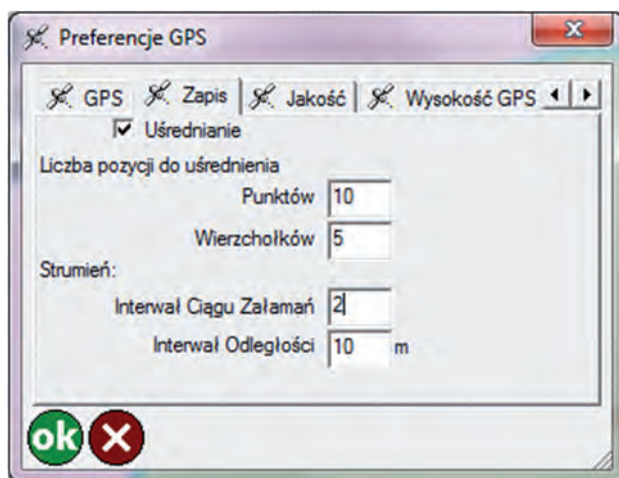 Preferencje GPS
GPS Zapis Jakość Wysokość GPS
Uśrednianie
Liczba pozycji do uśrednienia
Punktów 10
Wierzchołków 5
Strumień:
Interwał Ciągu Załamań 2
Interwał Odległości 10 m
ok